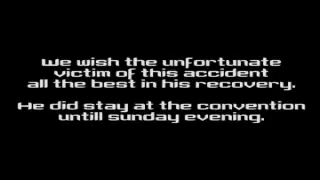 We wish the unfortunate
victim of this accident
all the best in his recovery.
He did stay at the convention
untill sunday evening.